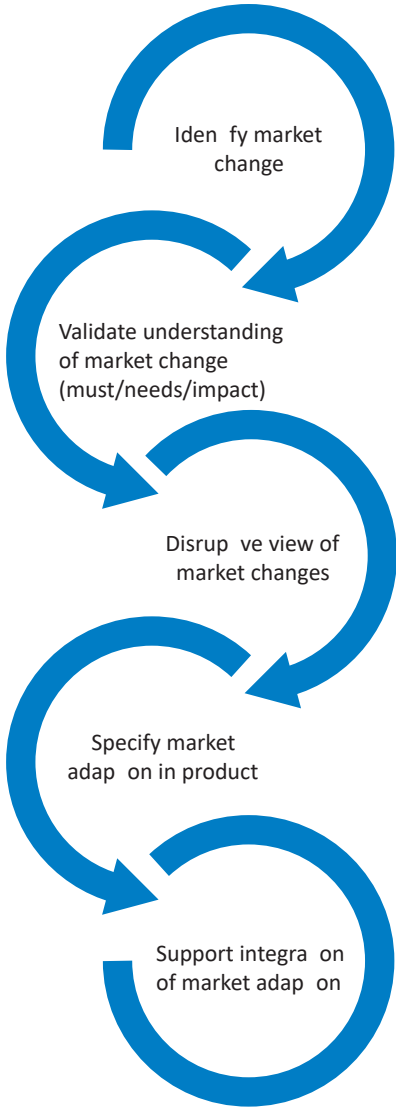 Iden fy market
change
Validate understanding
of market change
(must/needs/impact)
Disrup ve view of
market changes
Specify market
adap on in product
Support integra on
of market adap on